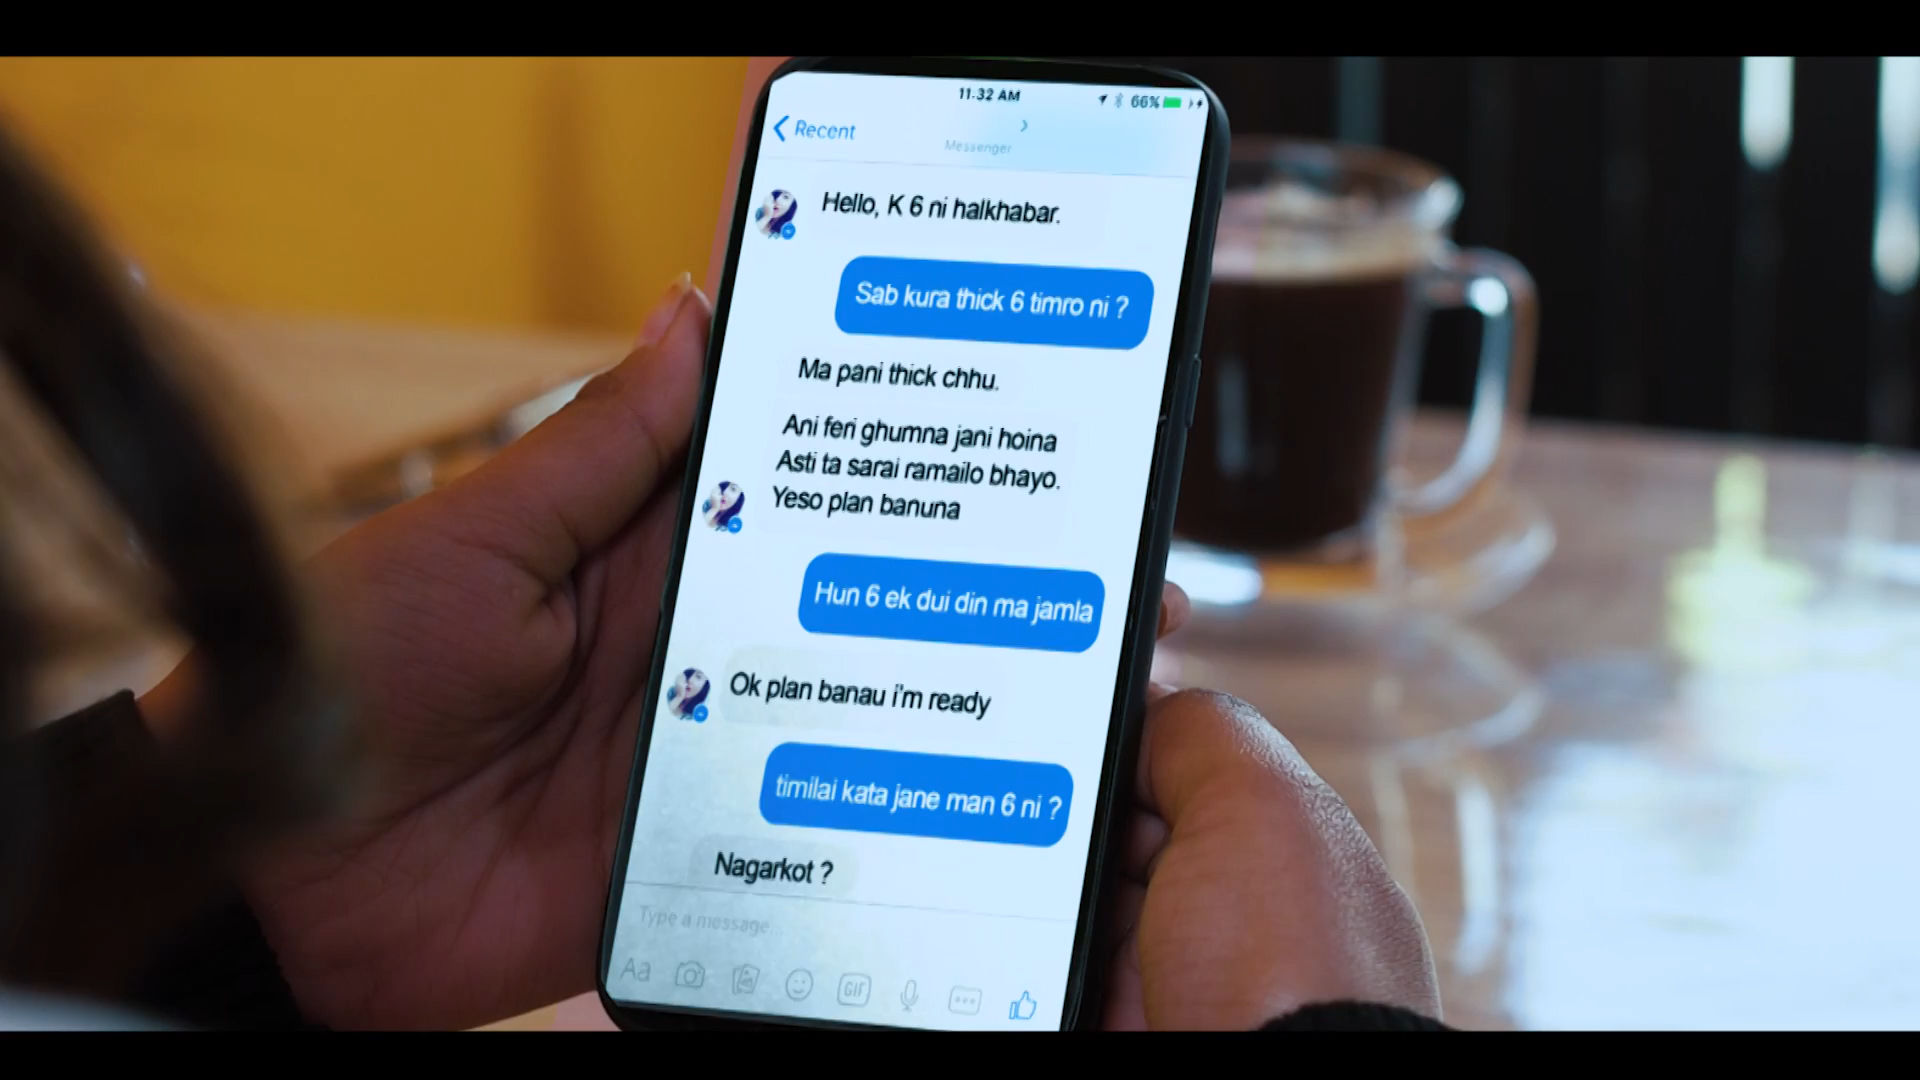 11.32 AM
66%
Recent
Messenger
Hello, K 6 ni halkhabar.
Sab kura thick 6 timro ni ?
Ma pani thick chhu.
Ani feri ghumna jani hoina
Asti ta sarai ramailo bhayo.
Yeso plan banuna
Hun 6 ek dui din ma jamla
Ok plan banau i'm ready
timilai kata jane man 6 ni ?
Nagarkot ?
Type a message...
Aa
GIF